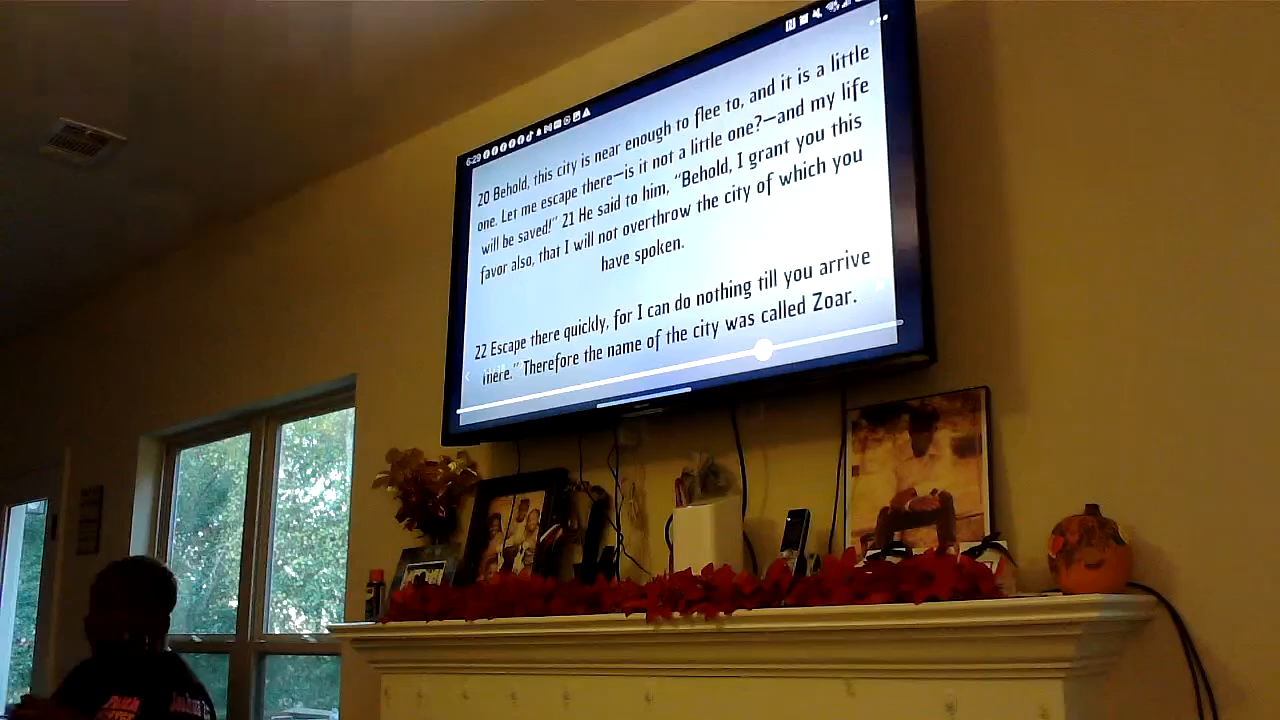 6:29
20 Behold, this city is near enough to flee to, and it is a little
one. Let me escape there—is it not a little one?—and my life
will be saved!" 21 He said to him, "Behold, I grant you this
favor also, that I will not overthrow the city of which you
have spoken.
22 Escape there quickly, for I can do nothing till you arrive
there." Therefore the name of the city was called Zoar.